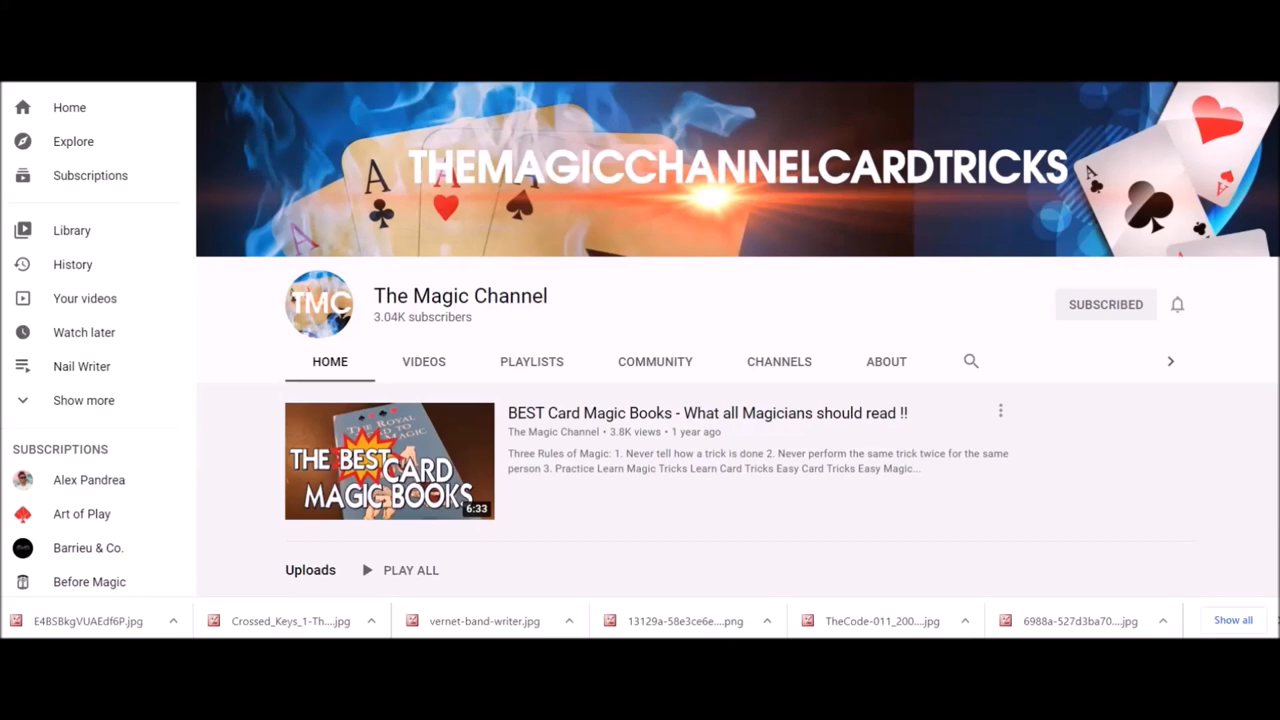 Home
Explore
Subscriptions
Library
History
Your videos
Watch later
Nail Writer
Show more
SUBSCRIPTIONS
Alex Pandrea
Art of Play
Barrieu & Co.
Before Magic
THEMAGICCHANNELCARDTRICKS
A
A
A
A
A
A
TMC
The Magic Channel
3.04K subscribers
SUBSCRIBED
HOME
VIDEOS
PLAYLISTS
COMMUNITY
CHANNELS
ABOUT
THE ROYAL
ROAD TO
MAGIC
THE BEST
CARD
MAGIC BOOKS
6:33
BEST Card Magic Books - What all Magicians should read !!
The Magic Channel • 3.8K views • 1 year ago
Three Rules of Magic: 1. Never tell how a trick is done 2. Never perform the same trick twice for the same
person 3. Practice Learn Magic Tricks Learn Card Tricks Easy Card Tricks Easy Magic...
Uploads
PLAY ALL
E4BSBkgVUAEdf6P.jpg
Crossed_Keys_1-Th....jpg
vernet-band-writer.jpg
13129a-58e3ce6e....png
TheCode-011_200....jpg
6988a-527d3ba70....jpg
Show all